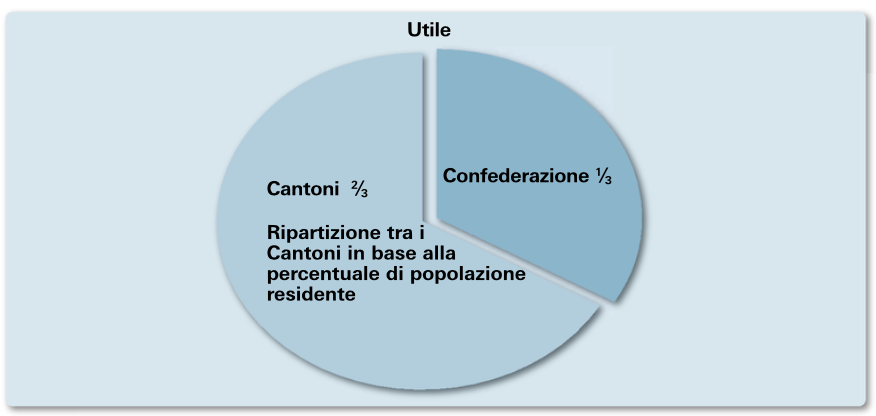 Utile
Confederazione ⅓
Cantoni ⅔
Ripartizione tra i
Cantoni in base alla
percentuale di popolazione
residente